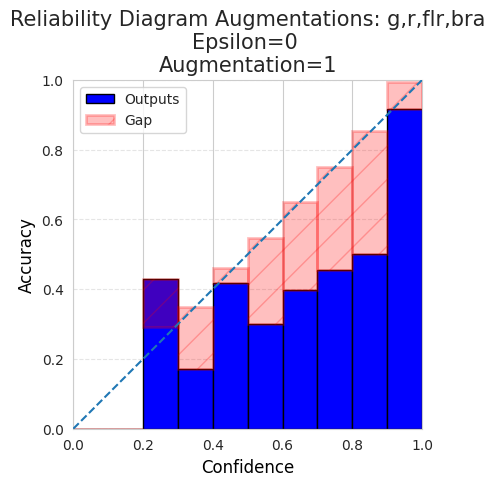 Reliability Diagram Augmentations: g,r,flr,bra
Epsilon=0
Augmentation=1
Outputs
Gap
Accuracy
1.0
0.8
0.6
0.4
0.2
0.0
0.0 0.2 0.4 0.6 0.8 1.0
Confidence